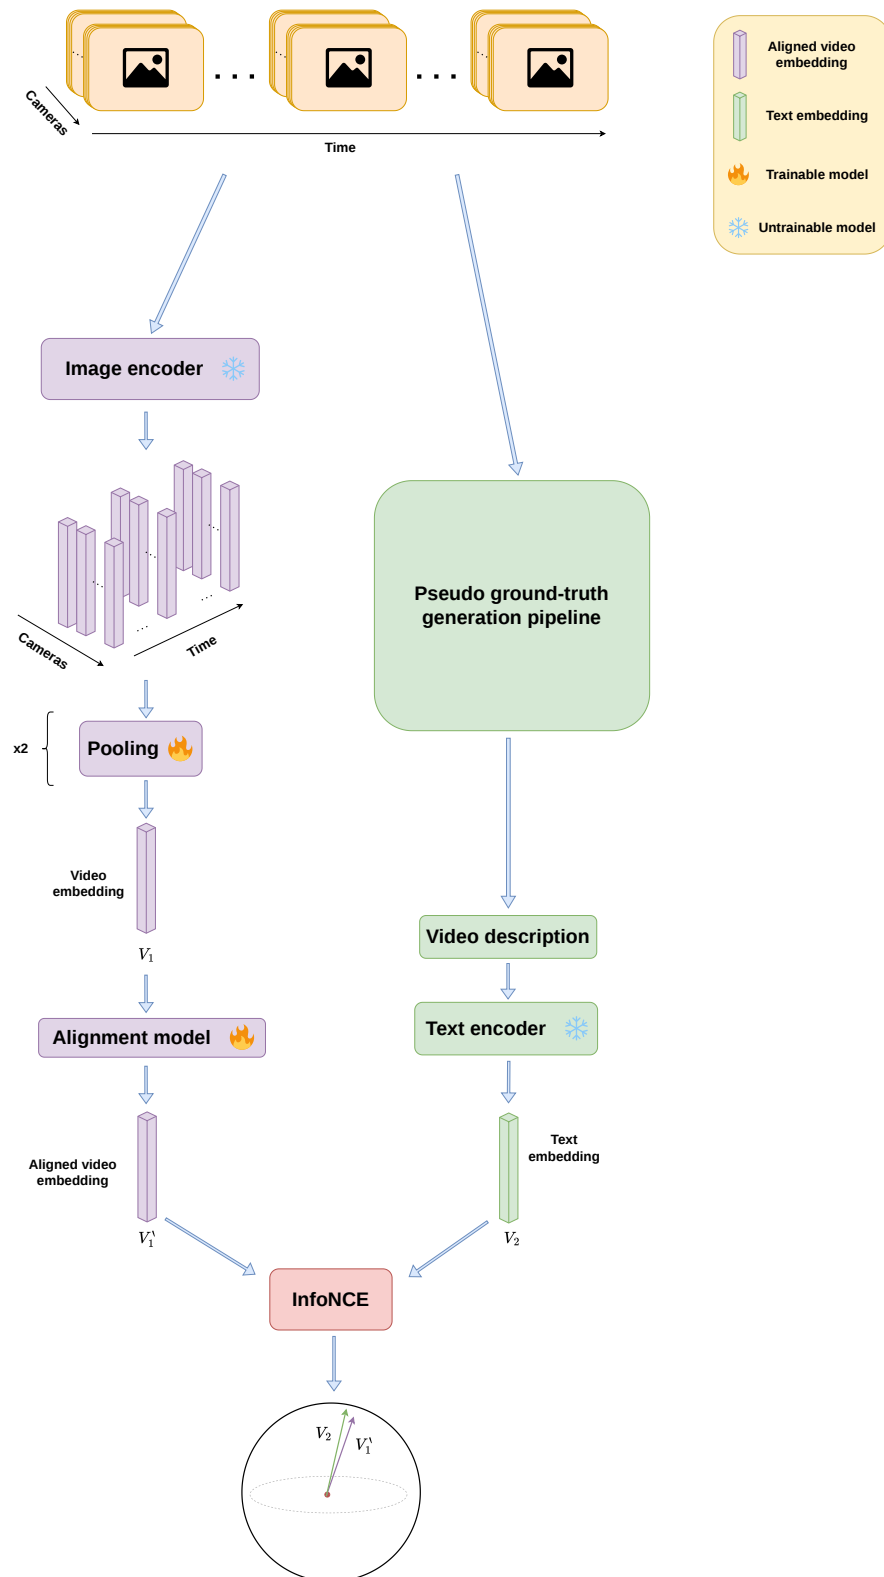 Cameras
Time
Aligned video
embedding
Text embedding
Trainable model
Untrainable model
Image encoder
Cameras
Time
Pseudo ground-truth
generation pipeline
x2
Pooling
Video
embedding
V₁
Video description
Alignment model
Text encoder
Aligned video
embedding
V₁‵
Text
embedding
V₂
InfoNCE
V₂
V₁‵